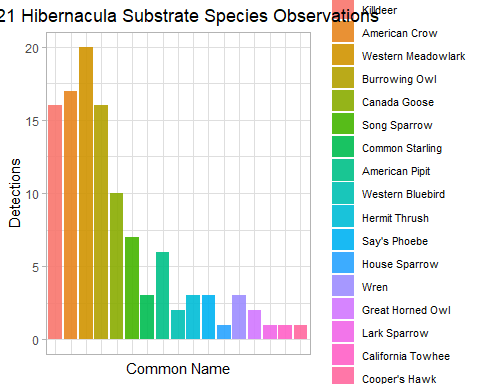 21 Hibernacula Substrate Species Observations
Killdeer
American Crow
Western Meadowlark
Burrowing Owl
Canada Goose
Song Sparrow
Common Starling
American Pipit
Western Bluebird
Hermit Thrush
Say's Phoebe
House Sparrow
Wren
Great Horned Owl
Lark Sparrow
California Towhee
Cooper's Hawk
Detections
20
15
10
5
0
Common Name